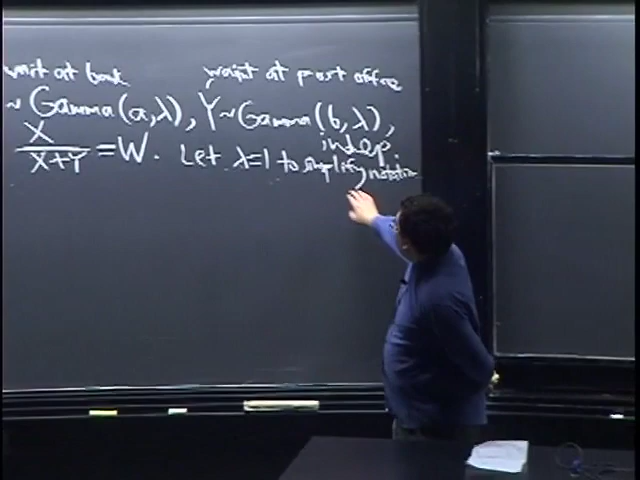 wait at bank wait at post office
~ Gamma(a,λ), Y~Gamma(b,λ),
indep
X/X+Y = W. Let λ=1 to simplify notation